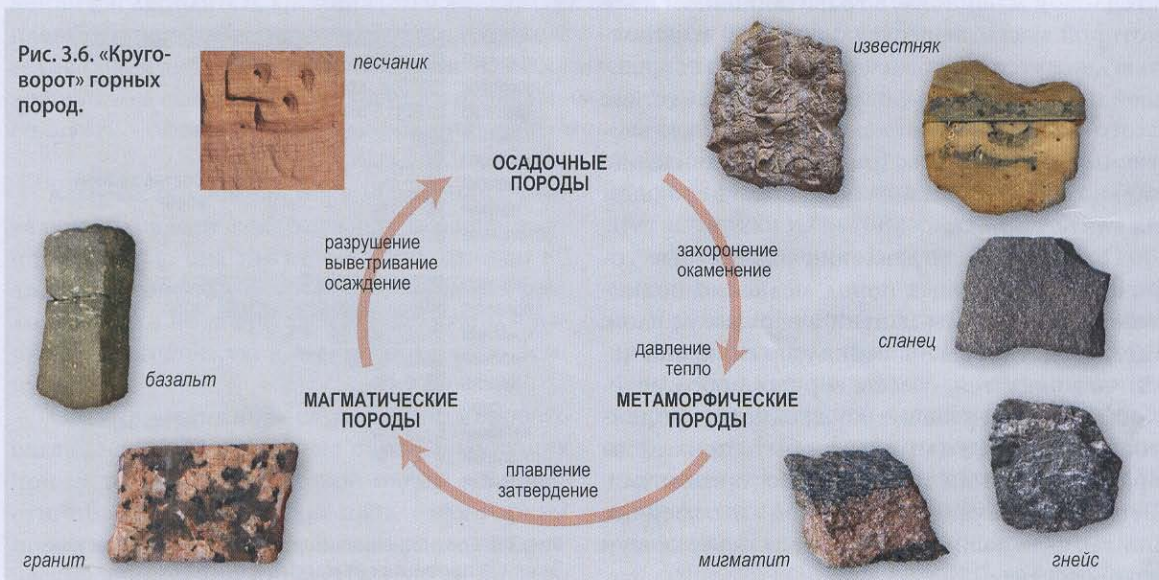 Рис. 3.6. «Круго-
ворот» горных
пород.
песчаник
известняк
ОСАДОЧНЫЕ
ПОРОДЫ
разрушение
выветривание
осаждение
захоронение
окаменение
сланец
давление
тепло
базальт
МАГМАТИЧЕСКИЕ
ПОРОДЫ
МЕТАМОРФИЧЕСКИЕ
ПОРОДЫ
плавление
затвердение
гранит
мигматит
гнейс